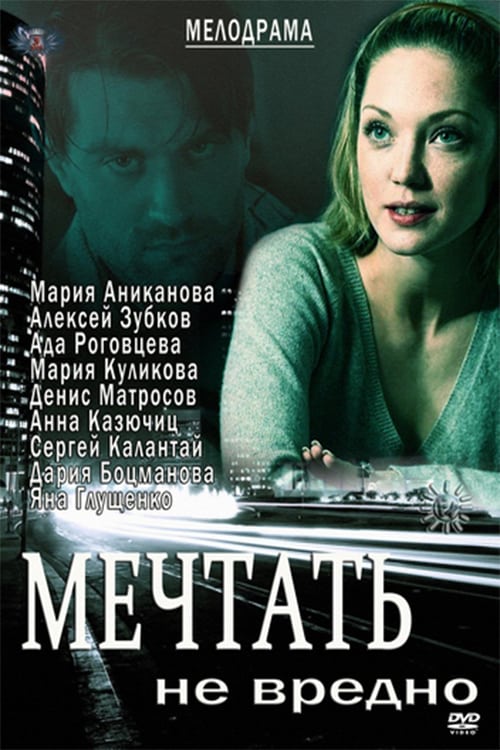 МЕЛОДРАМА
Мария Аниканова
Алексей Зубков
Ада Роговцева
Мария Куликова
Денис Матросов
Анна Казючиц
Сергей Калантай
Дария Боцманова
Яна Глущенко
МЕЧТАТЬ
не вредно
DVD
VIDEO